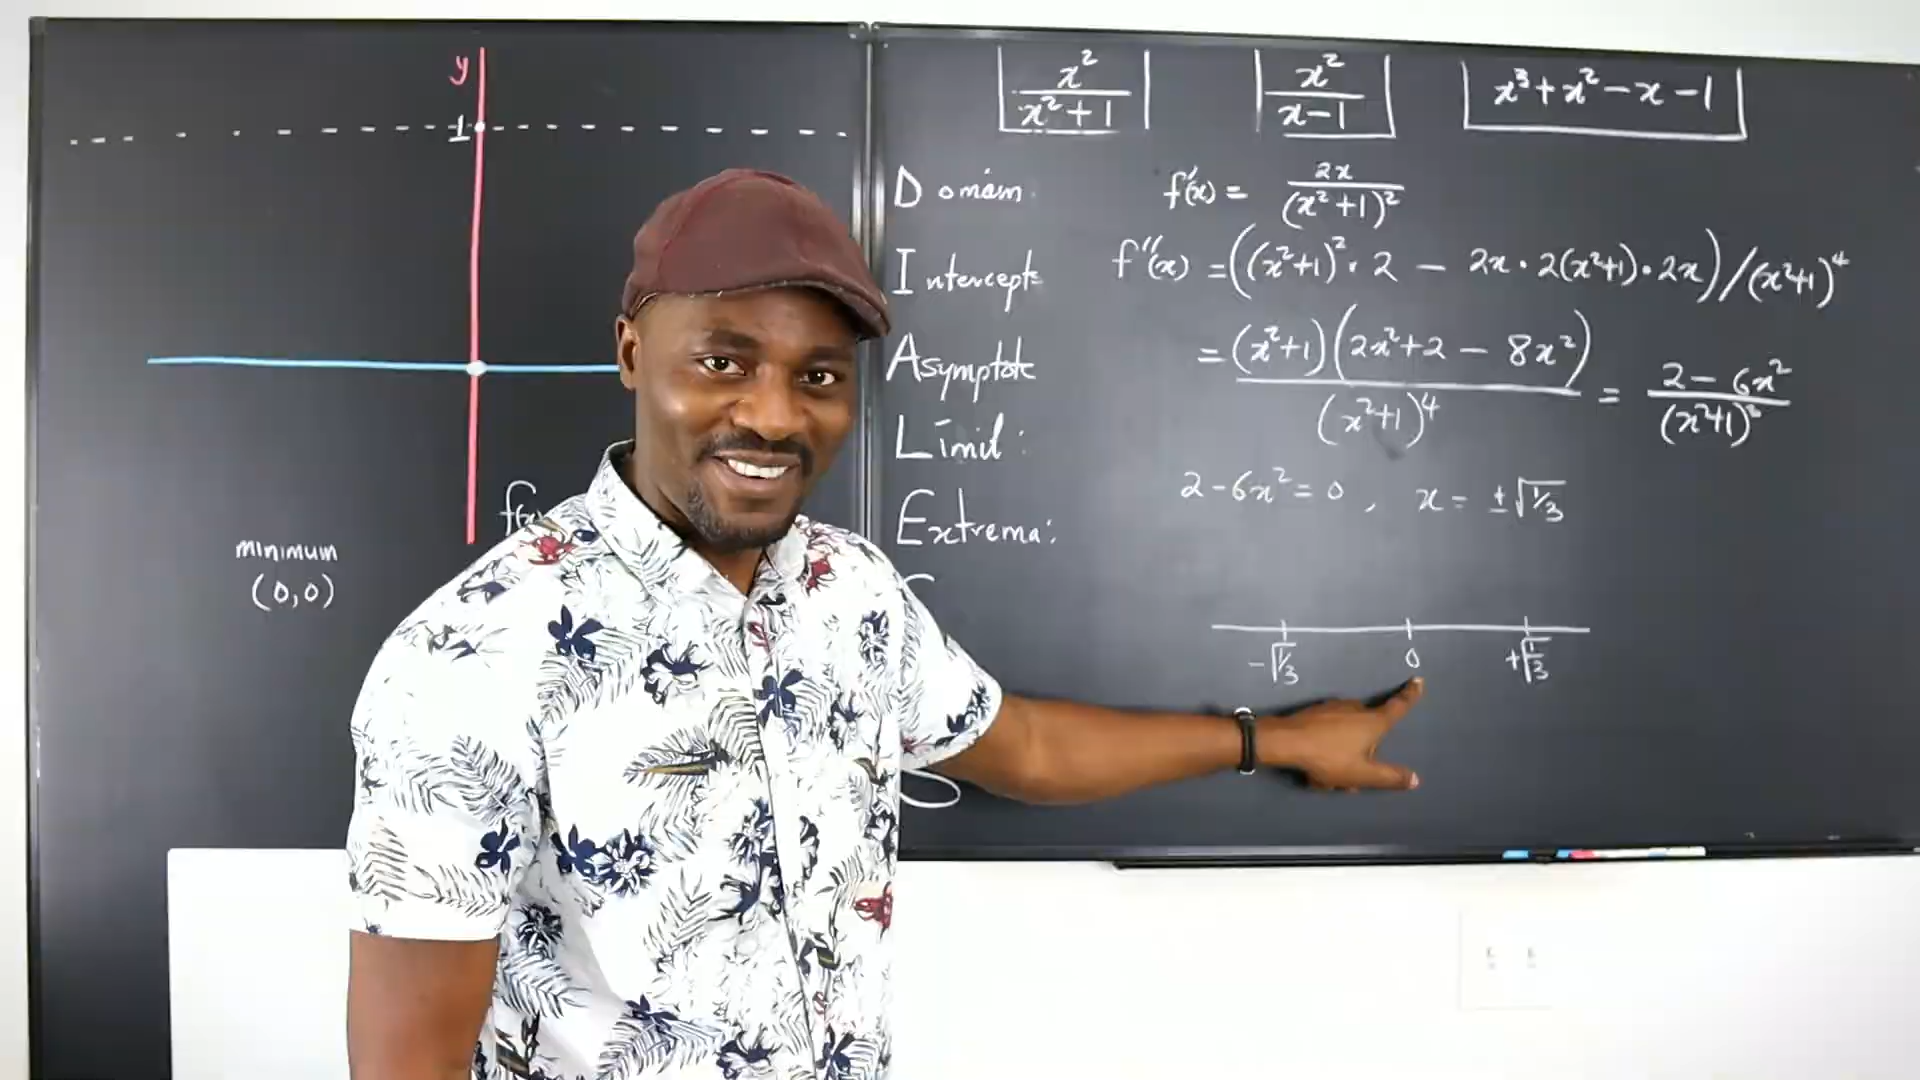 y
1
f(x)
minimum
(0,0)
x²/(x²+1)
x²/(x-1)
x³+x²-x-1
Domain
f'(x) = 2x/(x²+1)²
Intercept
f''(x) = ((x²+1)²·2 - 2x·2(x²+1)·2x)/(x²+1)⁴
Asymptote
= (x²+1)(2x²+2-8x²)/(x²+1)⁴ = (2-6x²)/(x²+1)³
Limit:
2-6x²=0, x=±√1/3
Extrema:
-√1/3 0 +√1/3